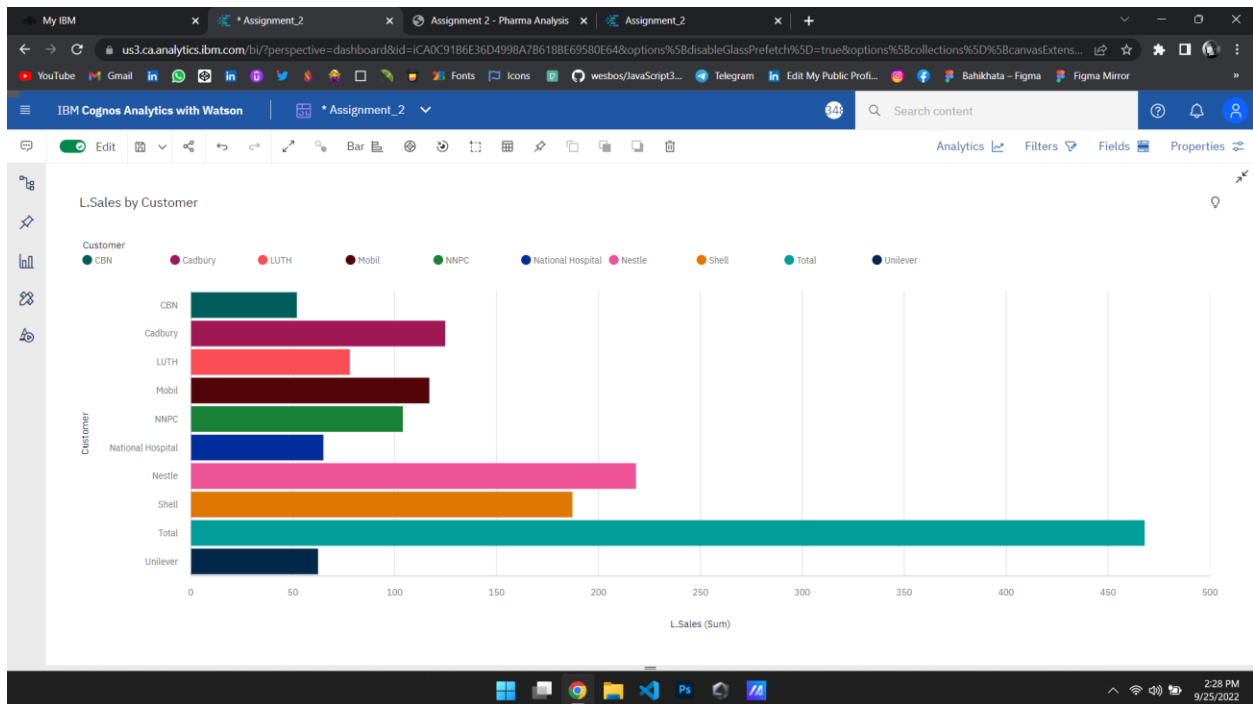 My IBM
* Assignment_2
Assignment 2 - Pharma Analysis
Assignment_2
us3.ca.analytics.ibm.com/bi/?perspective=dashboard&id=iCA0C91B6E36D4998A7B618BE69580E64&options%5BdisableGlassPrefetch%5D=true&options%5Bcollections%5D%5BcanvasExtens...
YouTube Gmail Fonts Icons wesbos/JavaScript3... Telegram Edit My Public Profi... Bahikhata – Figma Figma Mirror
IBM Cognos Analytics with Watson * Assignment_2 Search content
Edit Bar Analytics Filters Fields Properties
L.Sales by Customer
Customer
CBN Cadbury LUTH Mobil NNPC National Hospital Nestle Shell Total Unilever
CBN
Cadbury
LUTH
Mobil
NNPC
Customer
National Hospital
Nestle
Shell
Total
Unilever
0 50 100 150 200 250 300 350 400 450 500
L.Sales (Sum)
2:28 PM
9/25/2022